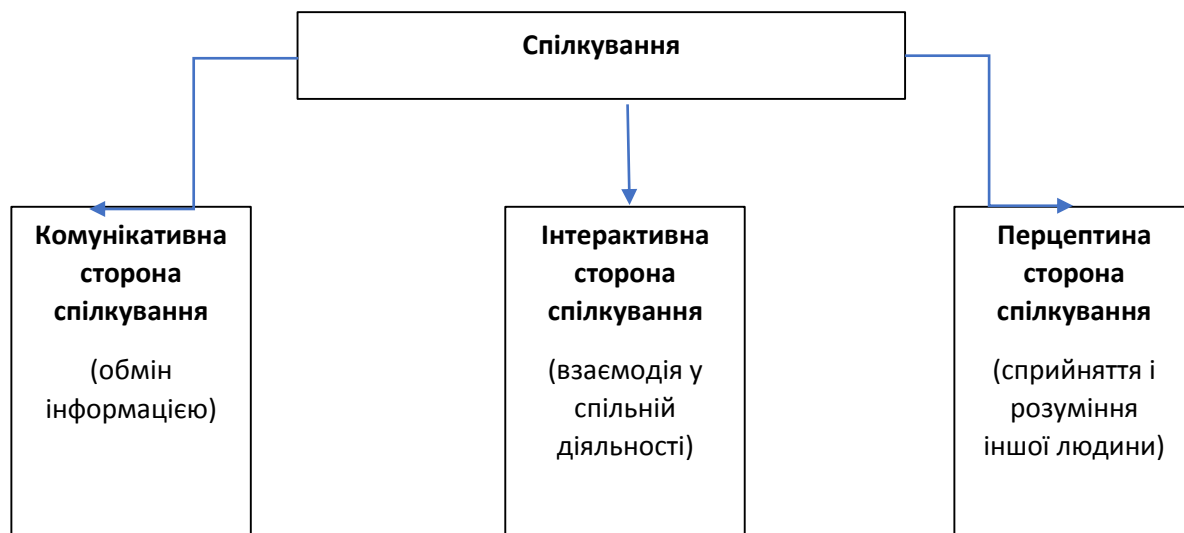 Спілкування
Комунікативна
сторона
спілкування
(обмін
інформацією)
Інтерактивна
сторона
спілкування
(взаємодія у
спільній
діяльності)
Перцептина
сторона
спілкування
(сприйняття і
розуміння
іншої людини)